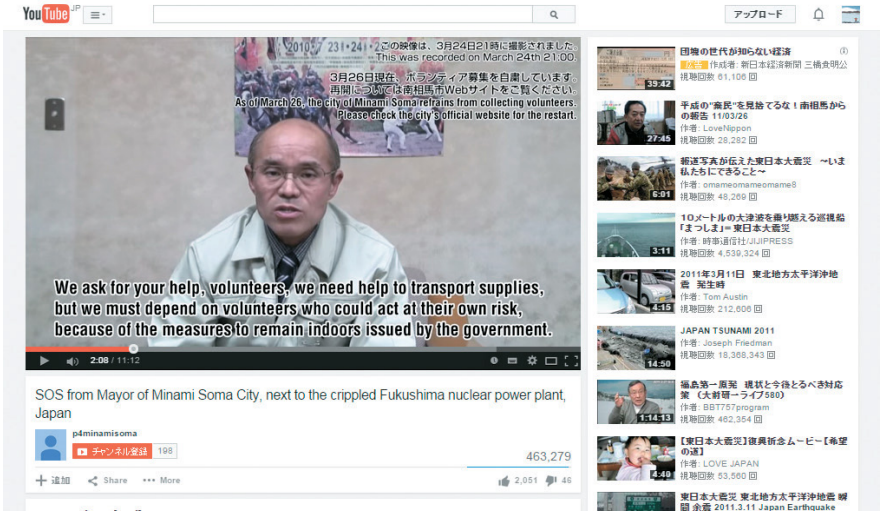 YouTube JP
アップロード
2010 7 23 24
この映像は、3月24日21時に撮影されました。
This was recorded on March 24th 21:00.
3月26日現在、ボランティア募集を自粛しています。
再開については南相馬市Webサイトをご覧ください。
As of March 26, the city of Minami Soma refrains from collecting volunteers.
Please check the city's official website for the restart.
We ask for your help, volunteers, we need help to transport supplies,
but we must depend on volunteers who could act at their own risk,
because of the measures to remain indoors issued by the government.
2:08 / 11:12
SOS from Mayor of Minami Soma City, next to the crippled Fukushima nuclear power plant,
Japan
p4minamisoma
チャンネル登録 198
463,279
追加 Share More
2,051 46
団塊の世代が知らない経済
広告 作成者: 新日本経済新聞 三橋貴明公
視聴回数 61,106 回
39:42
平成の"棄民"を見捨てるな!南相馬から
の報告 11/03/26
作者: LoveNippon
視聴回数 28,282 回
27:45
報道写真が伝えた東日本大震災 ～いま
私たちにできること～
作者: omameomameomame8
視聴回数 48,269 回
6:01
10メートルの大津波を乗り越える巡視船
「まつしま」=東日本大震災
作者: 時事通信社/JIJIPRESS
視聴回数 4,539,324 回
3:11
2011年3月11日 東北地方太平洋沖地
震 発生時
作者: Tom Austin
視聴回数 212,606 回
4:15
JAPAN TSUNAMI 2011
作者: Joseph Friedman
視聴回数 18,368,343 回
14:50
福島第一原発 現状と今後とるべき対応
策 (大前研一ライブ580)
作者: BBT757program
視聴回数 462,354 回
1:14:13
【東日本大震災】復興祈念ムービー【希望
の道】
作者: LOVE JAPAN
視聴回数 53,560 回
4:40
東日本大震災 東北地方太平洋沖地震 瞬
間 余震 2011.3.11 Japan Earthquake